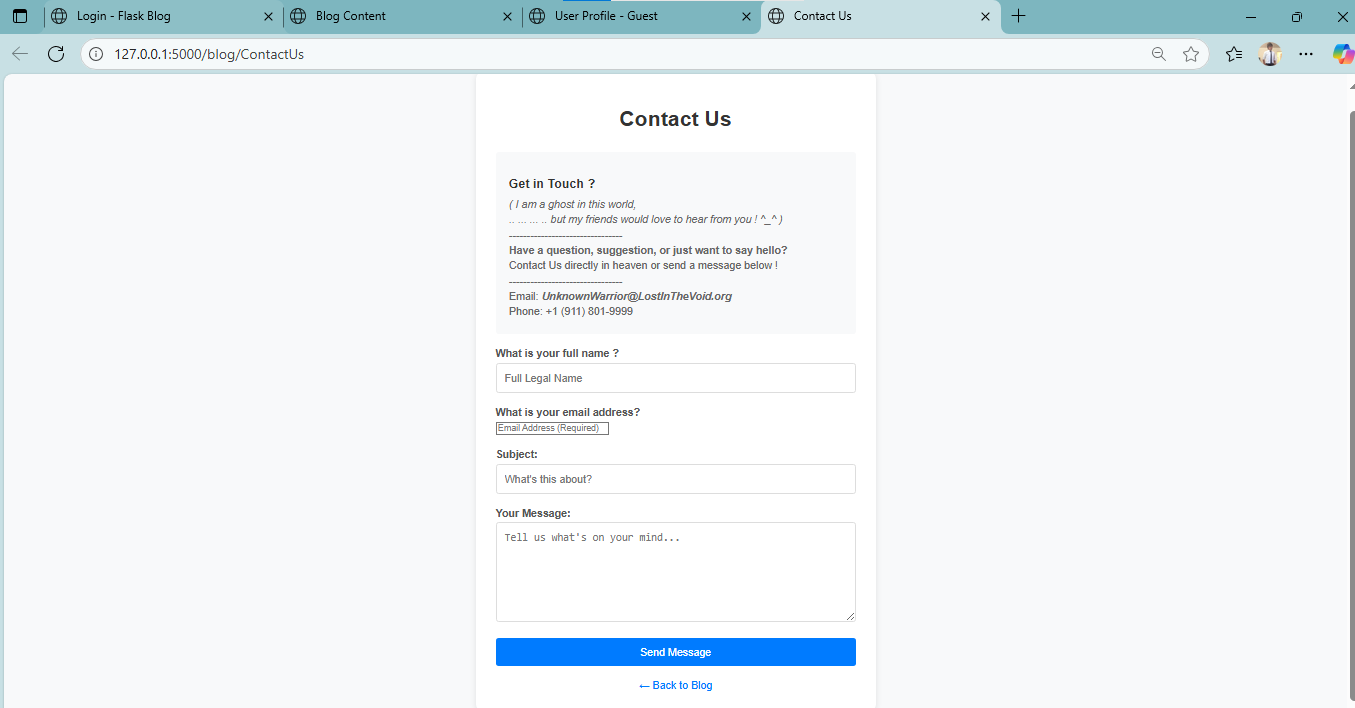 Login - Flask Blog
Blog Content
User Profile - Guest
Contact Us
127.0.0.1:5000/blog/ContactUs
Contact Us
Get in Touch ?
( I am a ghost in this world,
.. ... ... .. but my friends would love to hear from you ! ^_^ )
--------------------------------
Have a question, suggestion, or just want to say hello?
Contact Us directly in heaven or send a message below !
--------------------------------
Email: UnknownWarrior@LostInTheVoid.org
Phone: +1 (911) 801-9999
What is your full name ?
Full Legal Name
What is your email address?
Email Address (Required)
Subject:
What's this about?
Your Message:
Tell us what's on your mind...
Send Message
← Back to Blog